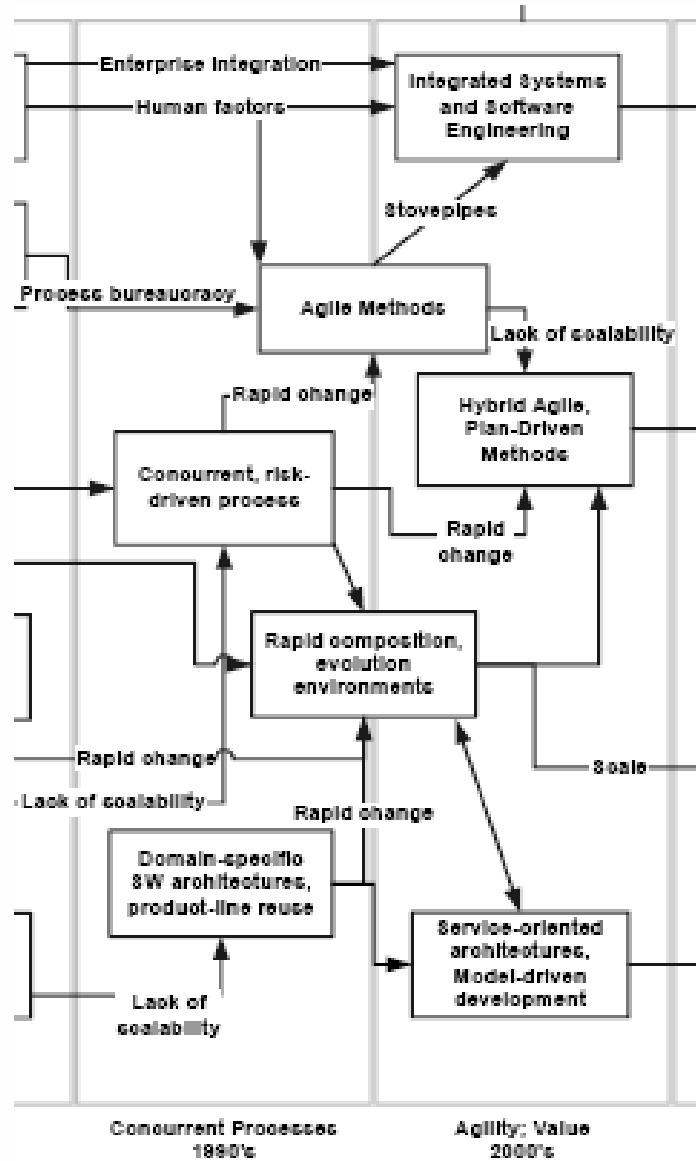 Enterprise Integration
Human factors
Integrated Systems
and Software
Engineering
Stovepipes
Process bureaucracy
Agile Methods
Lack of scalability
Rapid change
Hybrid Agile,
Plan-Driven
Methods
Concurrent, risk-
driven process
Rapid
change
Rapid composition,
evolution
environments
Rapid change
Scale
Lack of scalability
Rapid change
Domain-specific
SW architectures,
product-line reuse
Service-oriented
architectures,
Model-driven
development
Lack of
scalability
Concurrent Processes
1990's
Agility; Value
2000's